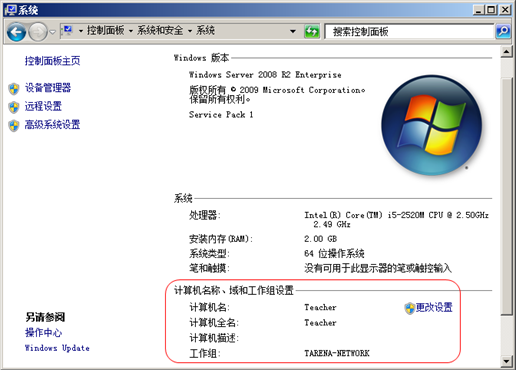 系统
控制面板 系统和安全 系统
搜索控制面板
控制面板主页
设备管理器
远程设置
高级系统设置
另请参阅
操作中心
Windows Update
Windows 版本
Windows Server 2008 R2 Enterprise
版权所有 © 2009 Microsoft Corporation。
保留所有权利。
Service Pack 1
系统
处理器: Intel(R) Core(TM) i5-2520M CPU @ 2.50GHz
2.49 GHz
安装内存(RAM): 2.00 GB
系统类型: 64 位操作系统
笔和触摸: 没有可用于此显示器的笔或触控输入
计算机名称、域和工作组设置
计算机名: Teacher 更改设置
计算机全名: Teacher
计算机描述:
工作组: TARENA-NETWORK